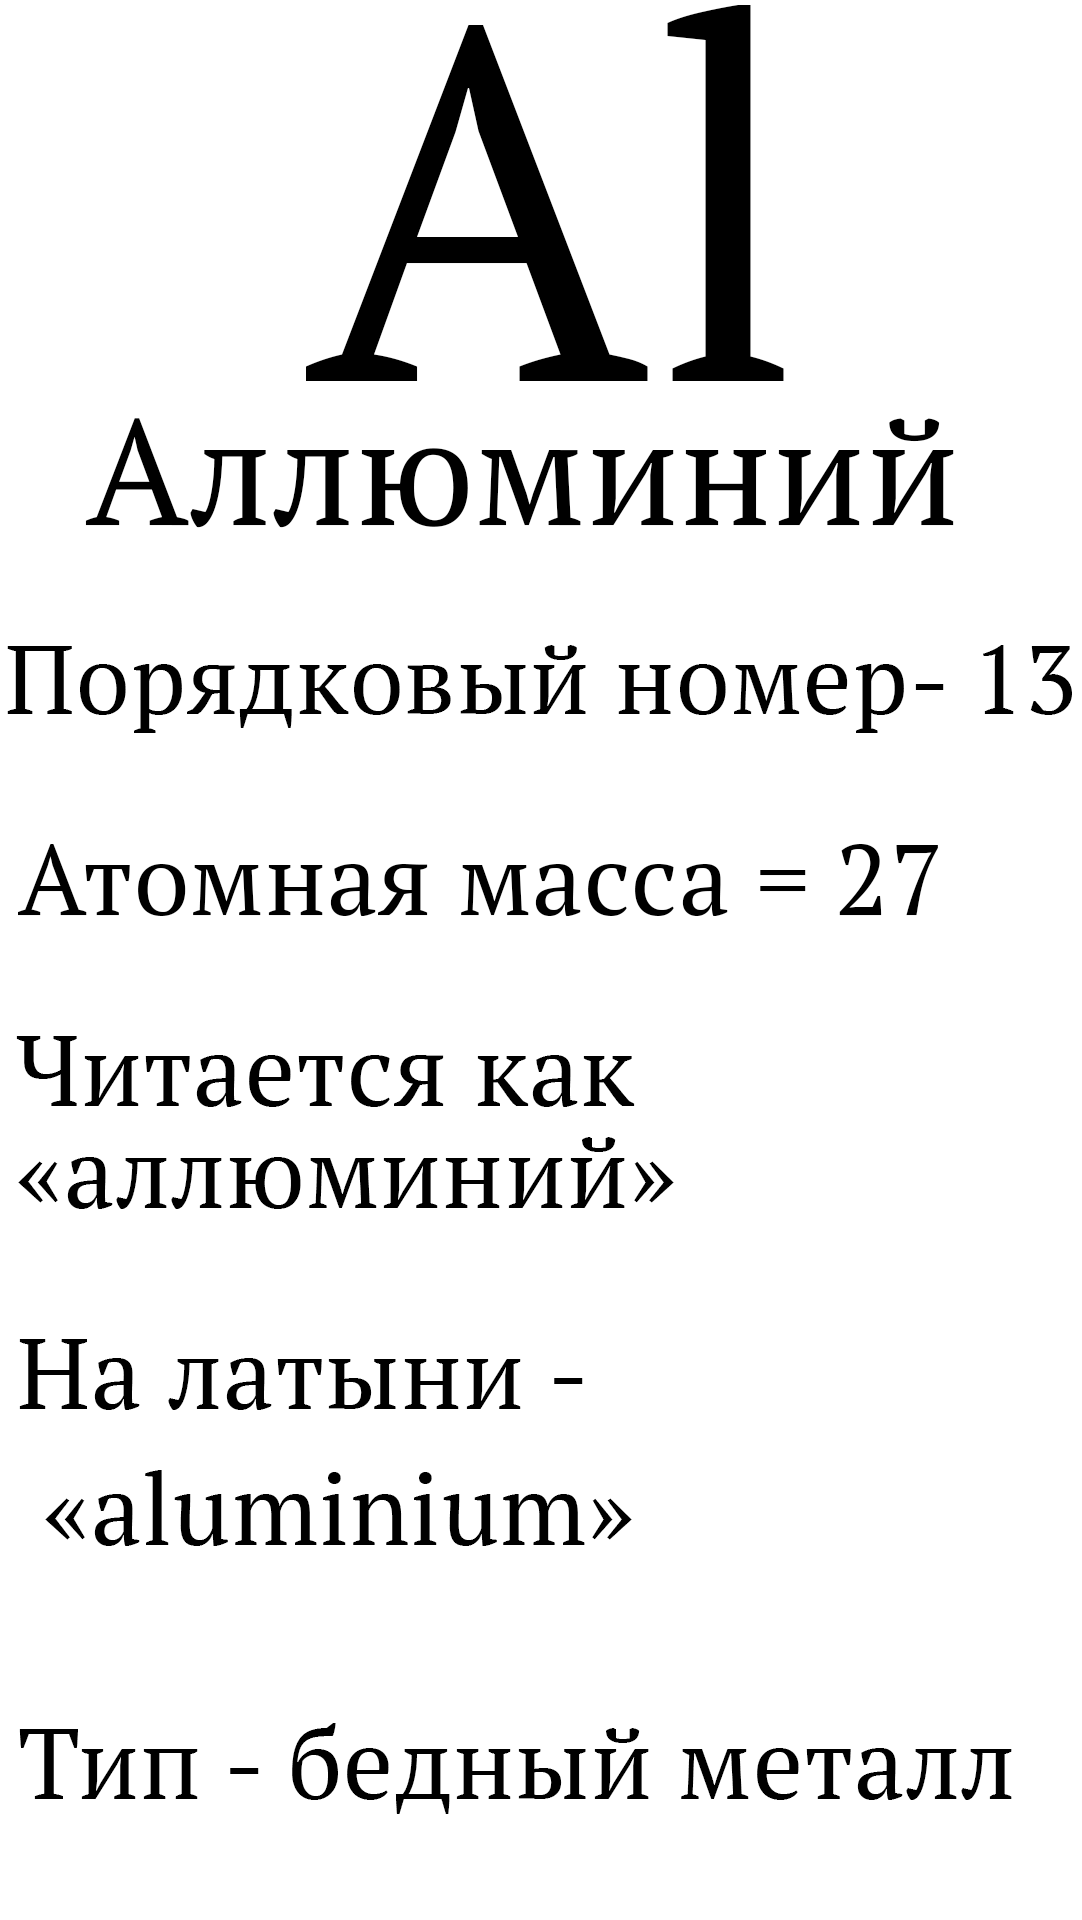 Al
Аллюминий
Порядковый номер- 13
Атомная масса = 27
Читается как
«аллюминий»
На латыни -
«aluminium»
Тип - бедный металл